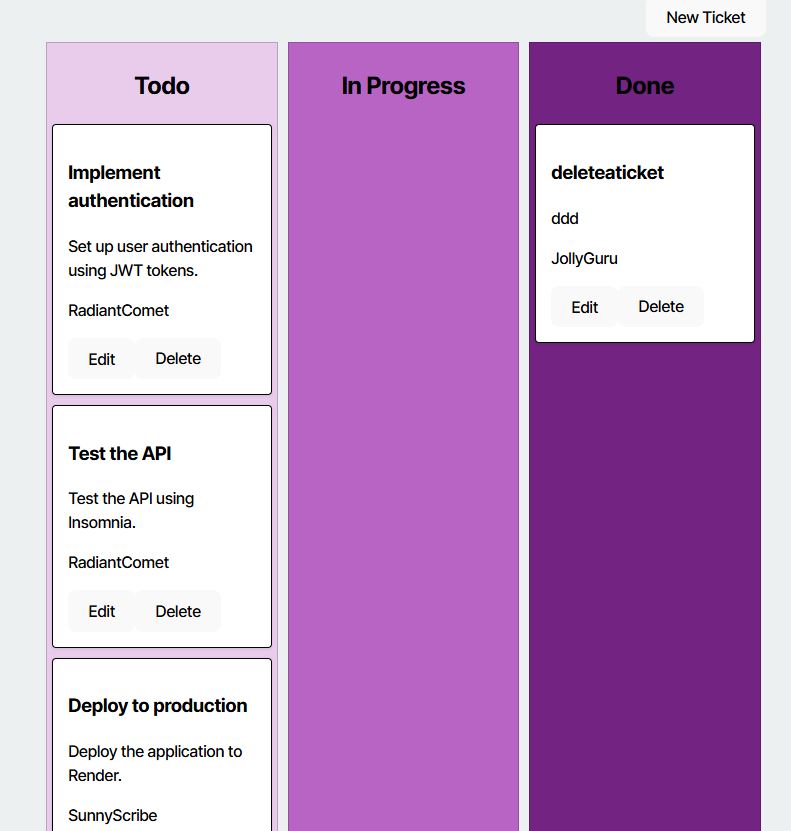 New Ticket
Todo
Implement
authentication
Set up user authentication
using JWT tokens.
RadiantComet
Edit Delete
Test the API
Test the API using
Insomnia.
RadiantComet
Edit Delete
Deploy to production
Deploy the application to
Render.
SunnyScribe
In Progress
Done
deleteaticket
ddd
JollyGuru
Edit Delete